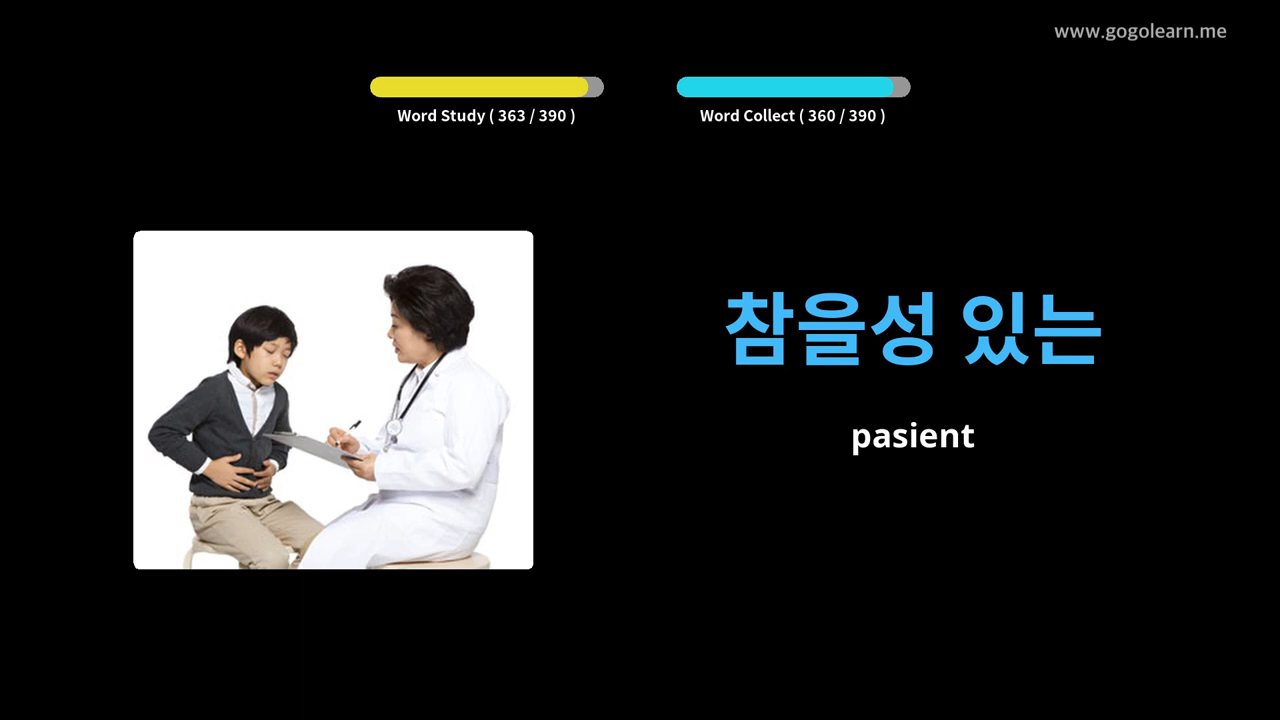 www.gogolearn.me
Word Study ( 363 / 390 )
Word Collect ( 360 / 390 )
참을성 있는
pasient